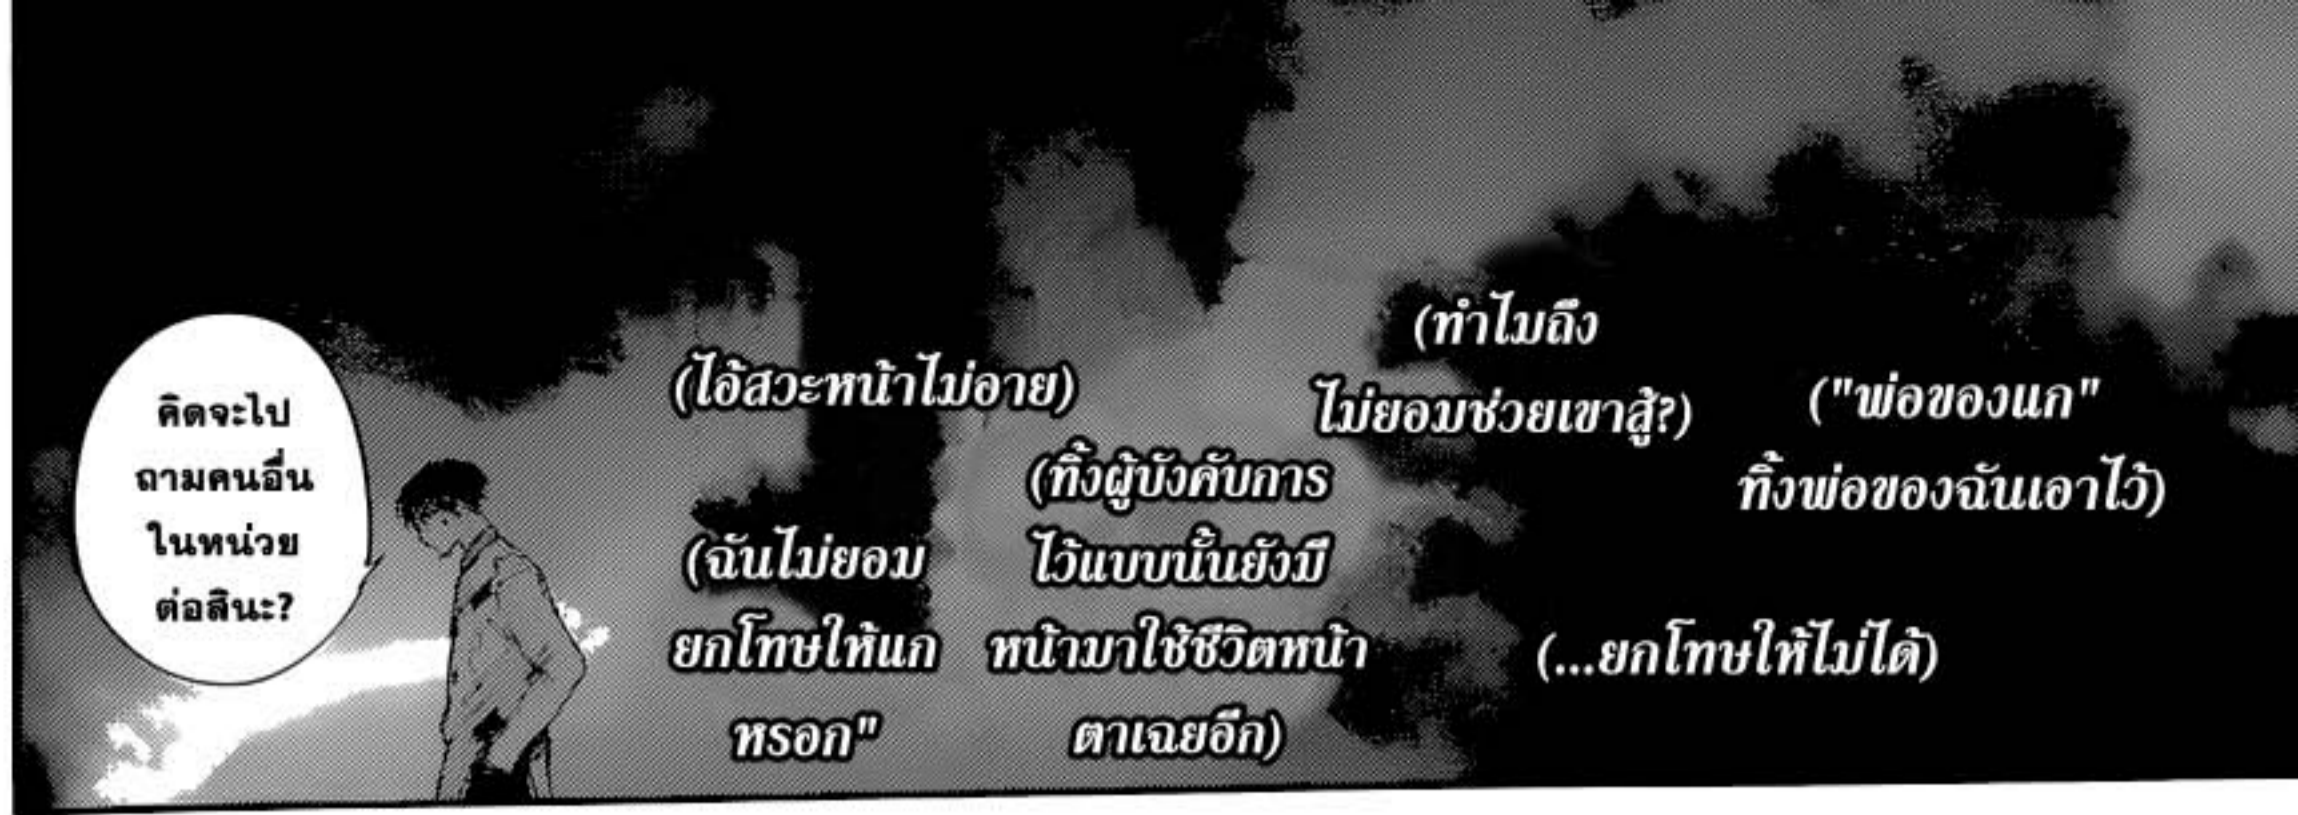 ("พ่อของแก"
ทิ้งพ่อของฉันเอาไว้)
(ทำไมถึง
ไม่ยอมช่วยเขาสู้?)
(...ยกโทษให้ไม่ได้)
(ทิ้งผู้บังคับการ
ไว้แบบนั้นยังมี
หน้ามาใช้ชีวิตหน้า
ตาเฉยอีก)
(ไอ้สวะหน้าไม่อาย)
(ฉันไม่ยอม
ยกโทษให้แก
หรอก"
คิดจะไป
ถามคนอื่น
ในหน่วย
ต่อสินะ?